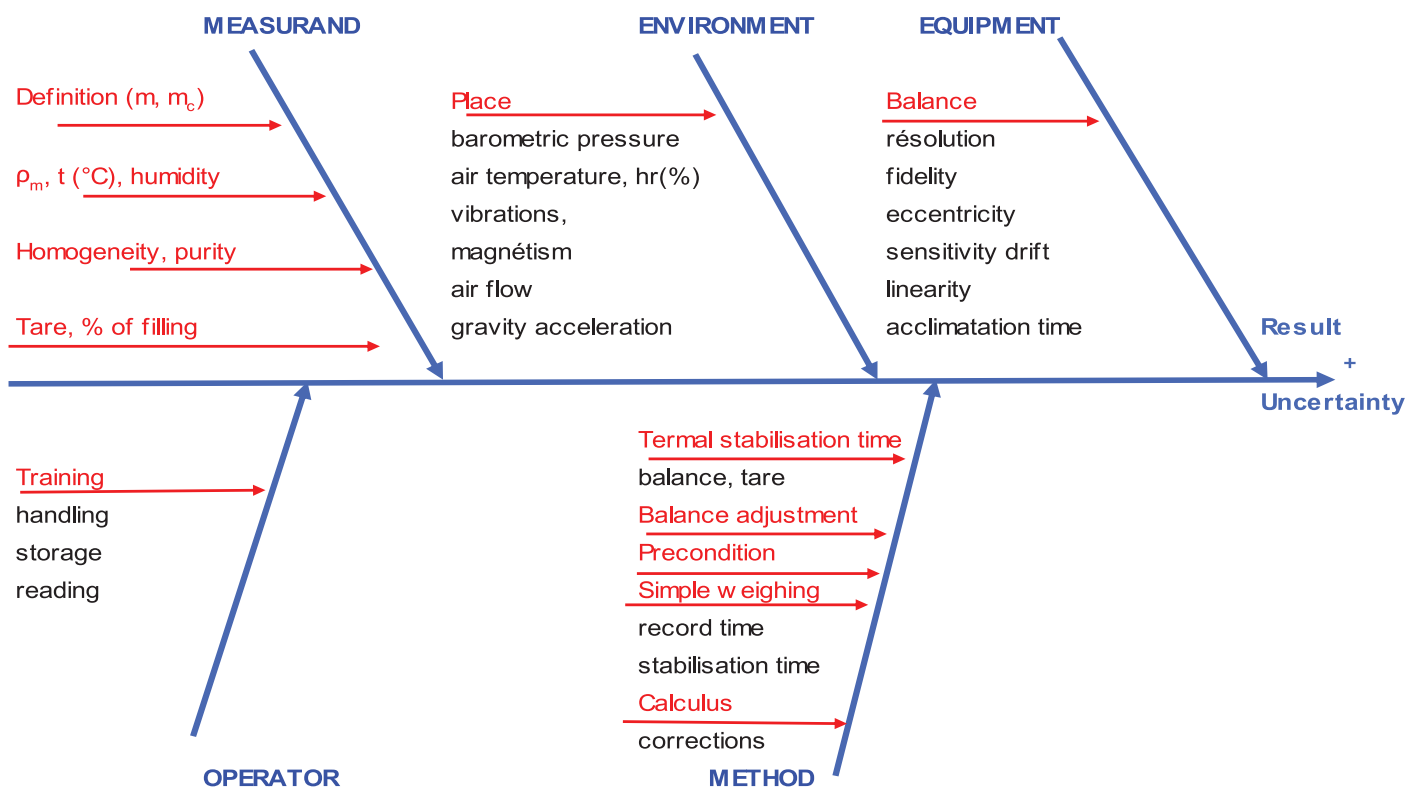 MEASURAND
Definition (m, mc)
ρm, t (°C), humidity
Homogeneity, purity
Tare, % of filling
ENVIRONMENT
Place
barometric pressure
air temperature, hr(%)
vibrations,
magnétism
air flow
gravity acceleration
EQUIPMENT
Balance
résolution
fidelity
eccentricity
sensitivity drift
linearity
acclimatation time
Result
+
Uncertainty
Training
handling
storage
reading
OPERATOR
Termal stabilisation time
balance, tare
Balance adjustment
Precondition
Simple weighing
record time
stabilisation time
Calculus
corrections
METHOD